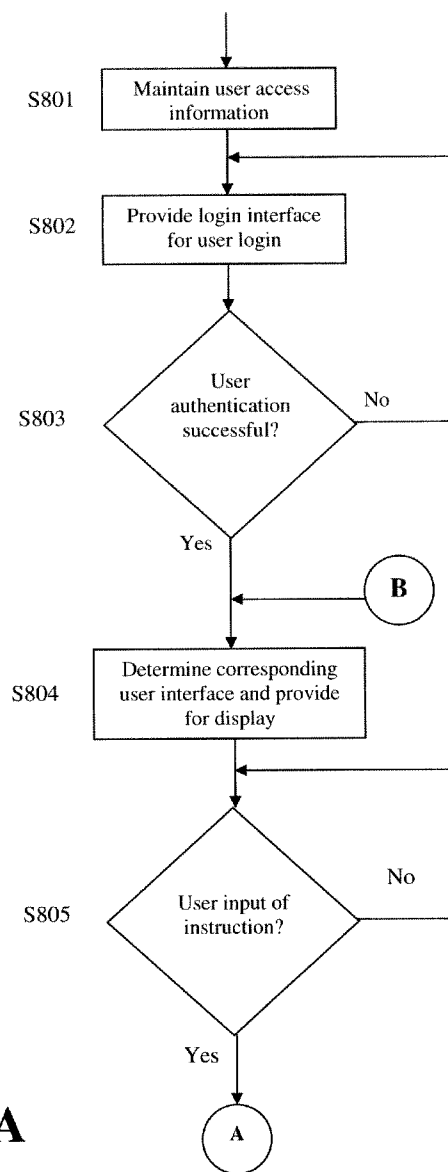 S801
Maintain user access
information
S802
Provide login interface
for user login
S803
User
authentication
successful?
No
Yes
B
S804
Determine corresponding
user interface and provide
for display
S805
User input of
instruction?
No
Yes
A
A